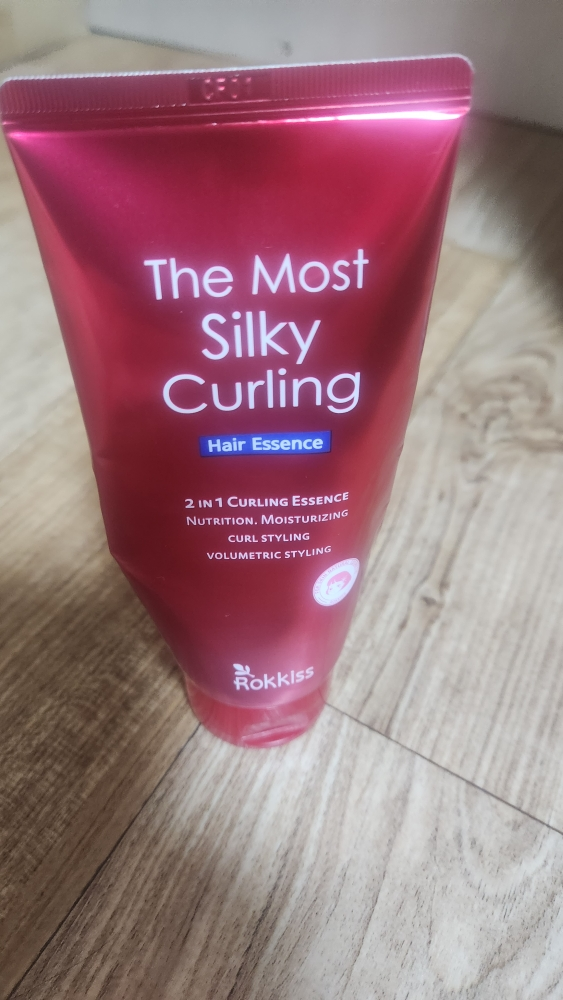 The Most
Silky
Curling
Hair Essence
2 IN 1 CURLING ESSENCE
NUTRITION. MOISTURIZING
CURL STYLING
VOLUMETRIC STYLING
Rokkiss